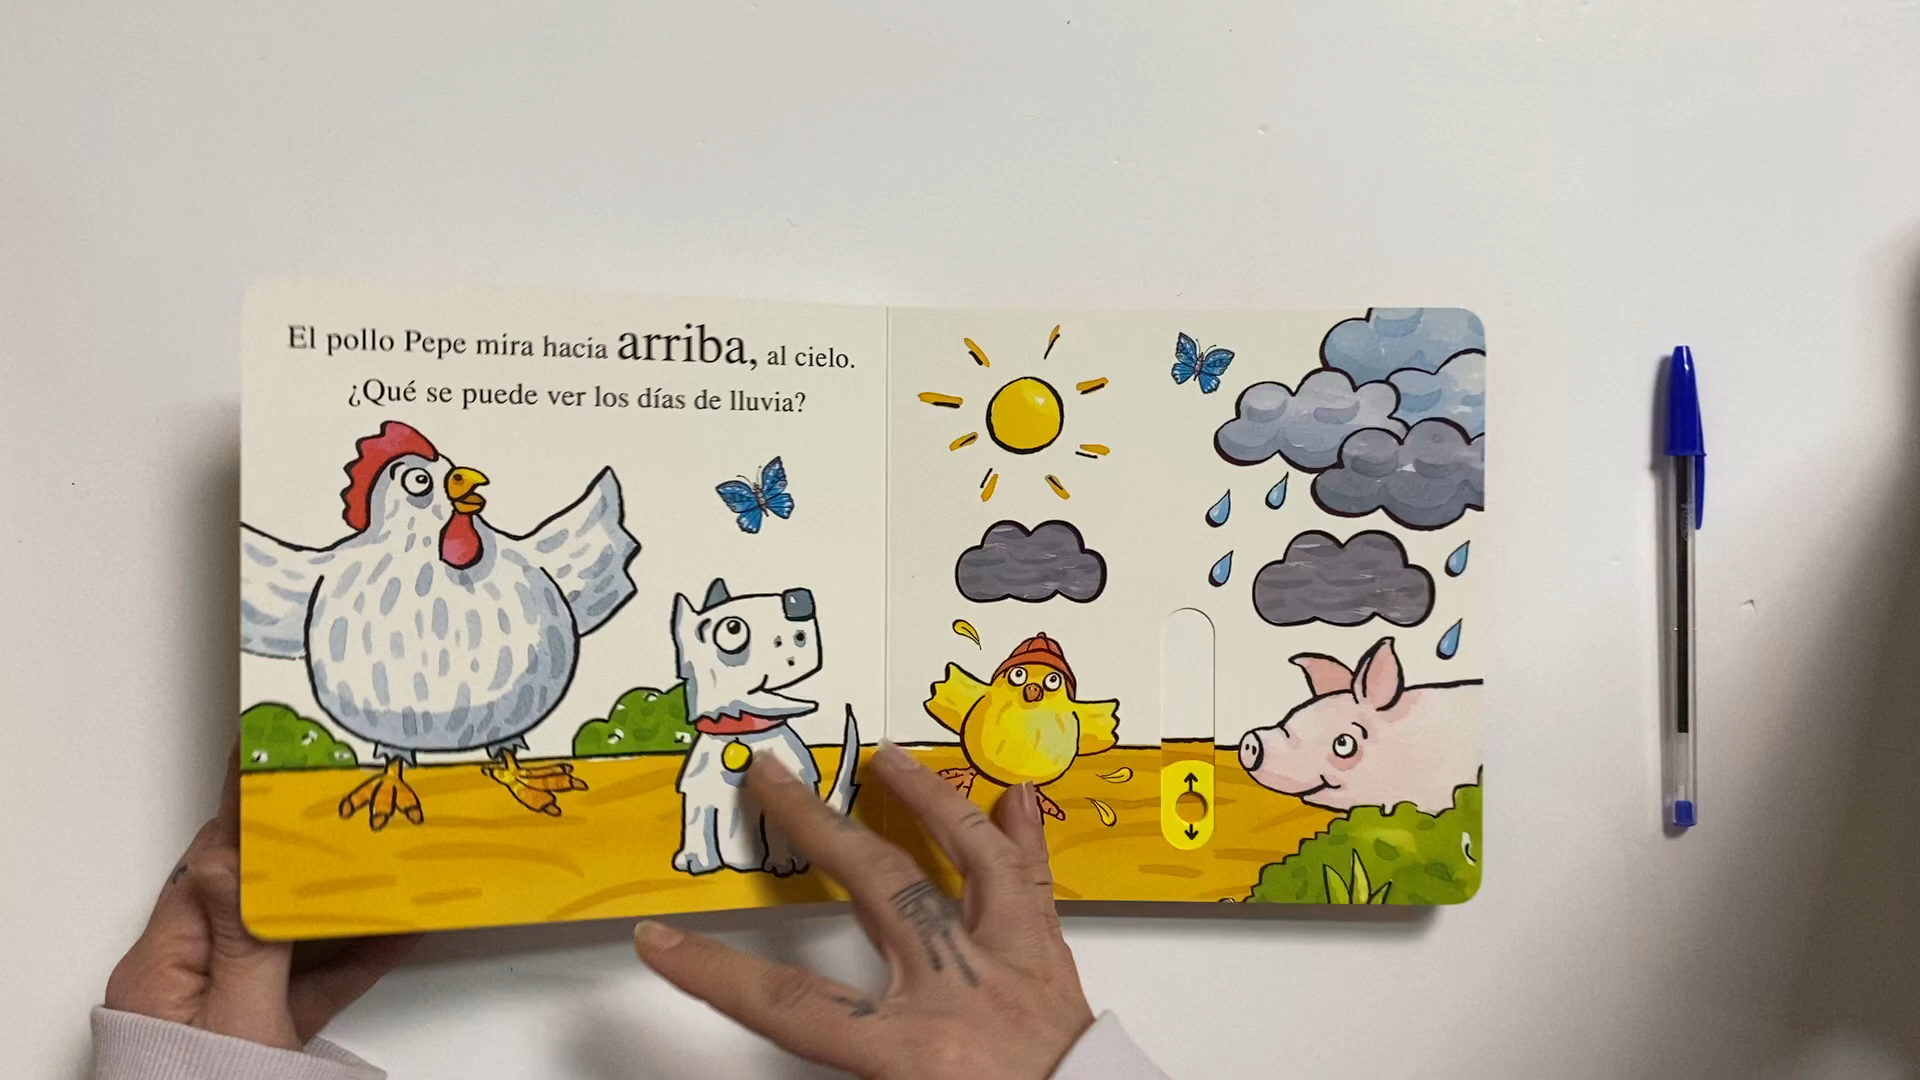 El pollo Pepe mira hacia arriba, al cielo.
¿Qué se puede ver los días de lluvia?